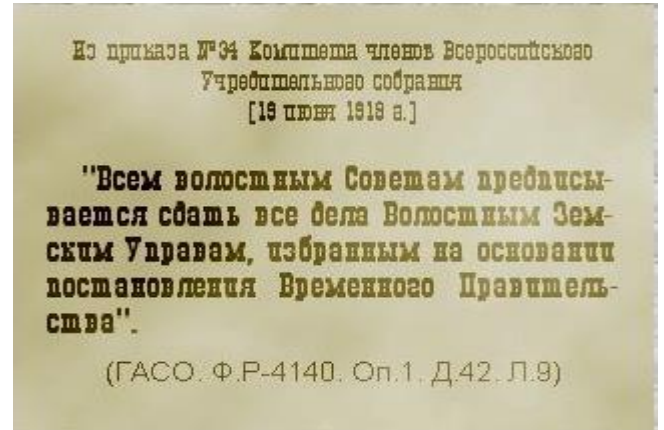 Из приказа №34 Комитета членов Всероссийского
Учредительного собрания
[19 июня 1918 г.]
"Всем волостным Советам предписы-
вается сдать все дела Волостным Зем-
ским Управам, избранным на основании
постановления Временного Правитель-
ства".
(ГАСО. Ф.Р-4140. Оп.1. Д.42. Л.9)